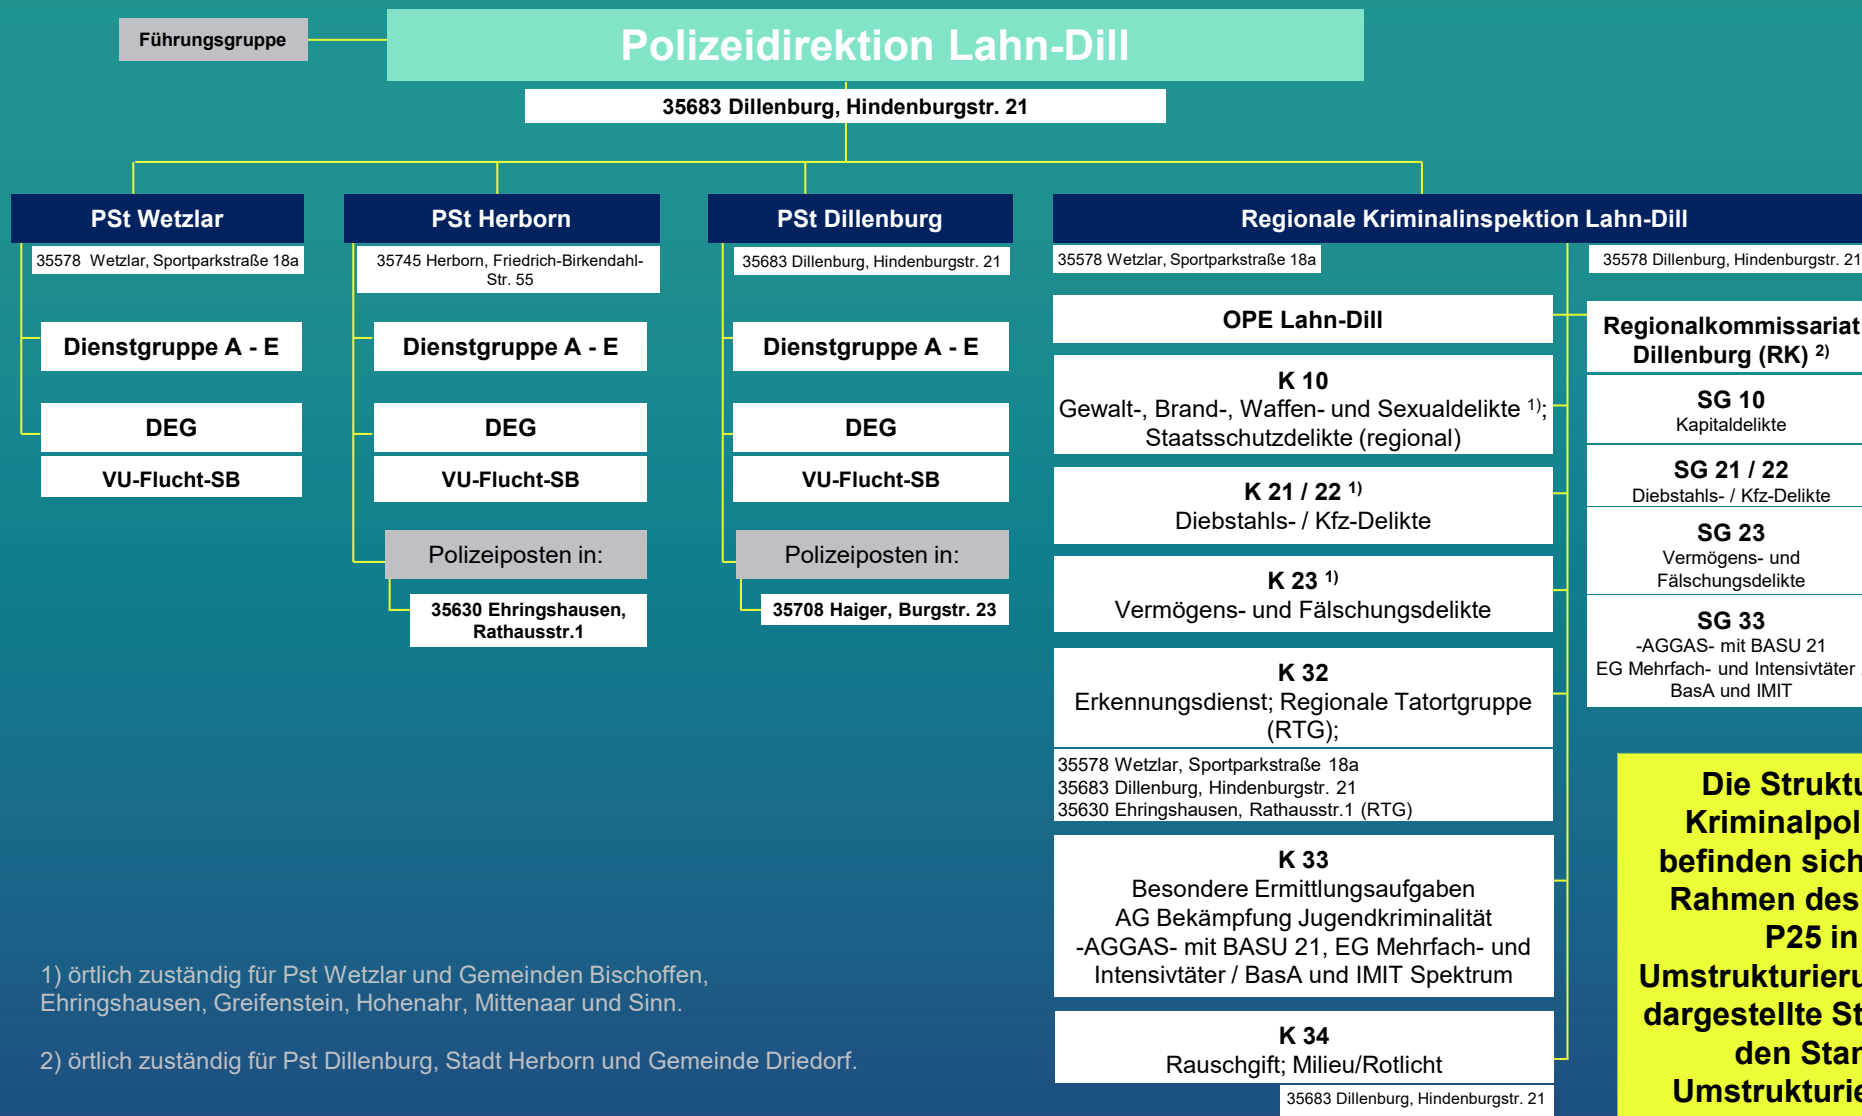 Führungsgruppe
Polizeidirektion Lahn-Dill
35683 Dillenburg, Hindenburgstr. 21
PSt Wetzlar
35578 Wetzlar, Sportparkstraße 18a
Dienstgruppe A - E
DEG
VU-Flucht-SB
PSt Herborn
35745 Herborn, Friedrich-Birkendahl-
Str. 55
Dienstgruppe A - E
DEG
VU-Flucht-SB
Polizeiposten in:
35630 Ehringshausen,
Rathausstr.1
PSt Dillenburg
35683 Dillenburg, Hindenburgstr. 21
Dienstgruppe A - E
DEG
VU-Flucht-SB
Polizeiposten in:
35708 Haiger, Burgstr. 23
Regionale Kriminalinspektion Lahn-Dill
35578 Wetzlar, Sportparkstraße 18a
OPE Lahn-Dill
K 10
Gewalt-, Brand-, Waffen- und Sexualdelikte 1);
Staatsschutzdelikte (regional)
K 21 / 22 1)
Diebstahls- / Kfz-Delikte
K 23 1)
Vermögens- und Fälschungsdelikte
K 32
Erkennungsdienst; Regionale Tatortgruppe
(RTG);
35578 Wetzlar, Sportparkstraße 18a
35683 Dillenburg, Hindenburgstr. 21
35630 Ehringshausen, Rathausstr.1 (RTG)
K 33
Besondere Ermittlungsaufgaben
AG Bekämpfung Jugendkriminalität
-AGGAS- mit BASU 21, EG Mehrfach- und
Intensivtäter / BasA und IMIT Spektrum
K 34
Rauschgift; Milieu/Rotlicht
35683 Dillenburg, Hindenburgstr. 21
35578 Dillenburg, Hindenburgstr. 21
Regionalkommissariat
Dillenburg (RK) 2)
SG 10
Kapitaldelikte
SG 21 / 22
Diebstahls- / Kfz-Delikte
SG 23
Vermögens- und
Fälschungsdelikte
SG 33
-AGGAS- mit BASU 21
EG Mehrfach- und Intensivtäter
BasA und IMIT
Die
befinden sich
Rahmen des
P25 in
dargestellte
den
1) örtlich zuständig für Pst Wetzlar und Gemeinden Bischoffen,
Ehringshausen, Greifenstein, Hohenahr, Mittenaar und Sinn.
2) örtlich zuständig für Pst Dillenburg, Stadt Herborn und Gemeinde Driedorf.